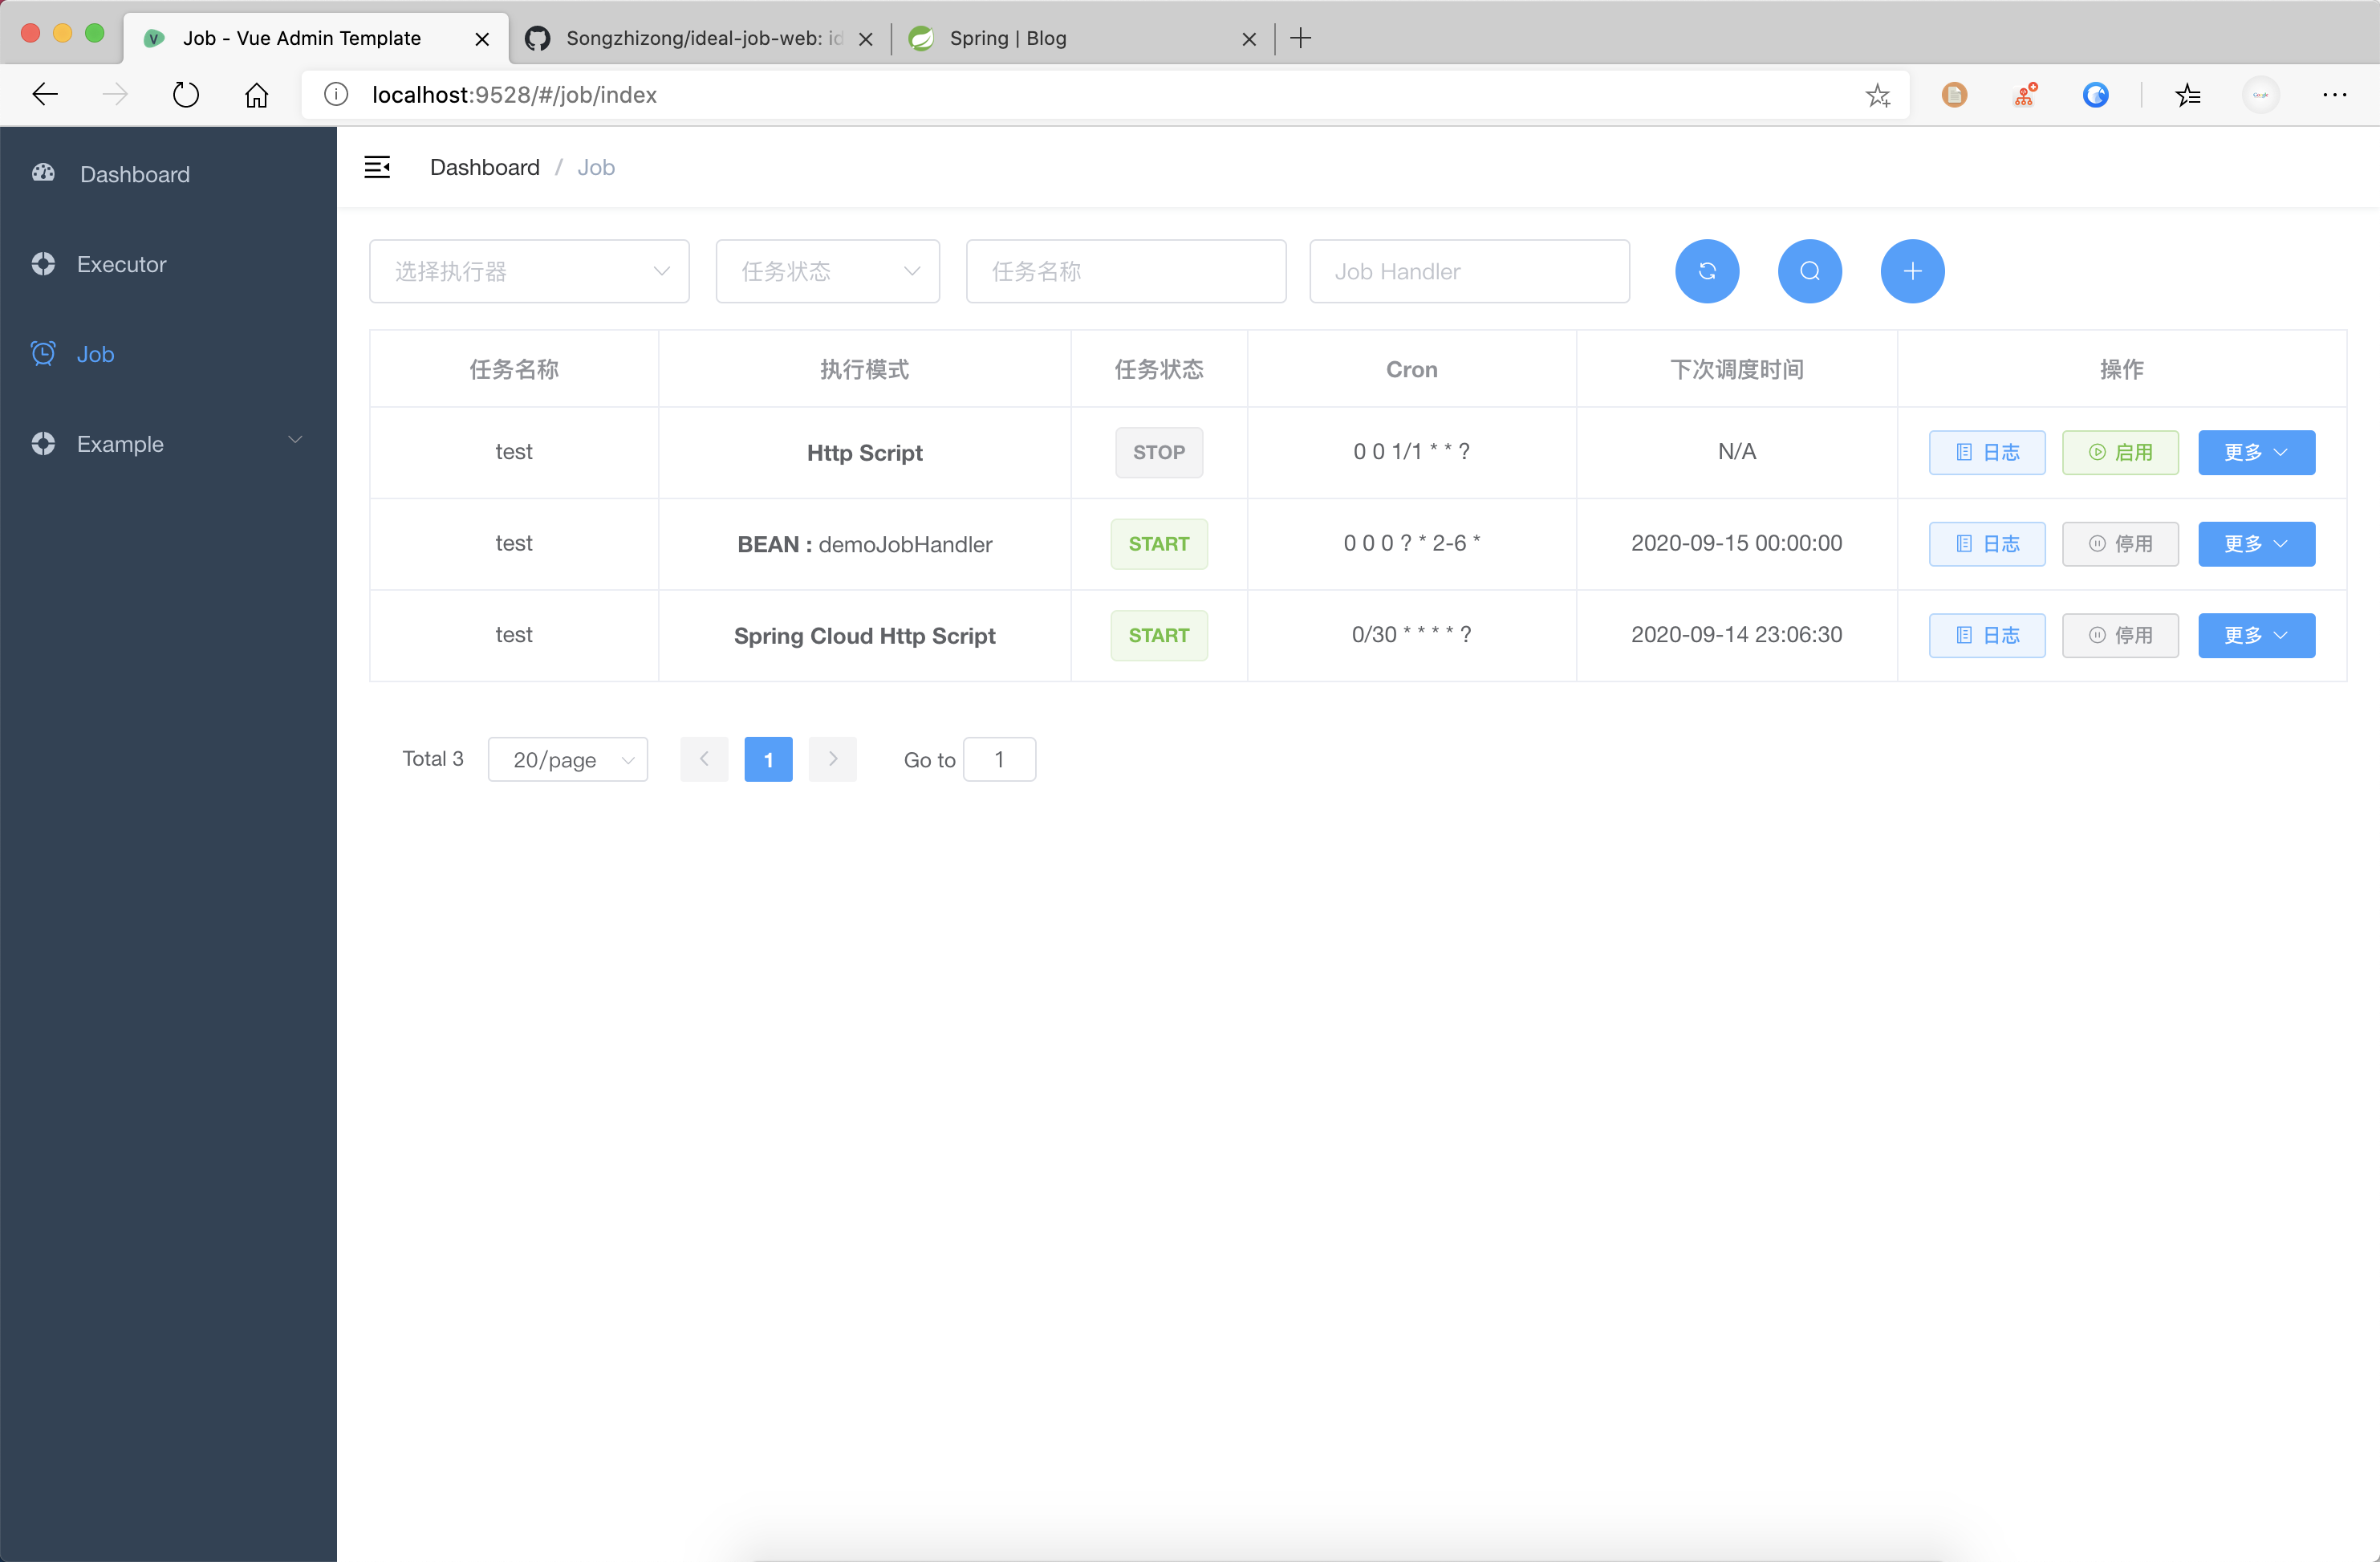 Job - Vue Admin Template
Songzhizong/ideal-job-web: id
Spring | Blog
localhost:9528/#/job/index
Dashboard
Executor
Job
Example
Dashboard / Job
选择执行器
任务状态
任务名称
Job Handler
任务名称 执行模式 任务状态 Cron 下次调度时间 操作
test Http Script STOP 0 0 1/1 * * ? N/A 日志 启用 更多
test BEAN : demoJobHandler START 0 0 0 ? * 2-6 * 2020-09-15 00:00:00 日志 停用 更多
test Spring Cloud Http Script START 0/30 * * * * ? 2020-09-14 23:06:30 日志 停用 更多
Total 3 20/page 1 Go to 1